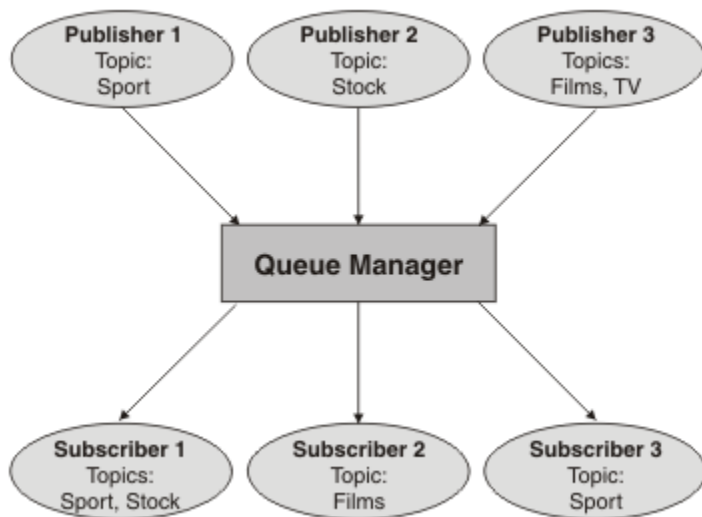 Publisher 1
Topic:
Sport
Publisher 2
Topic:
Stock
Publisher 3
Topics:
Films, TV
Queue Manager
Subscriber 1
Topics:
Sport, Stock
Subscriber 2
Topic:
Films
Subscriber 3
Topic:
Sport